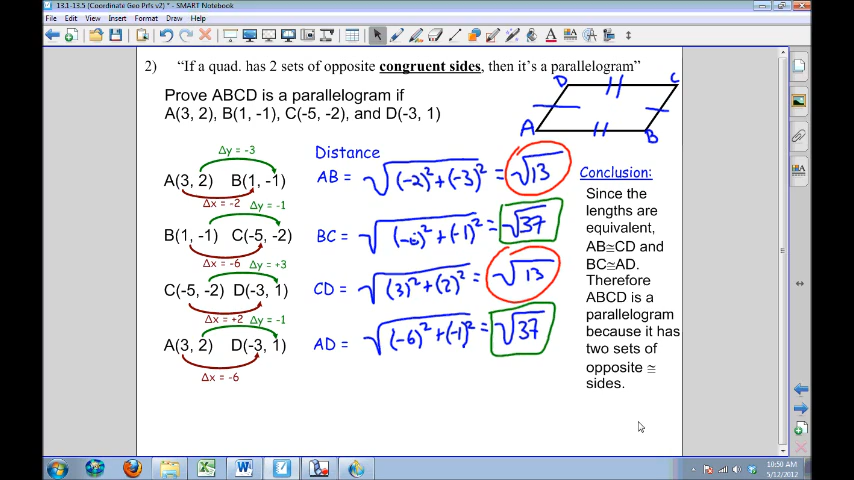 13.1-13.5 (Coordinate Geo Prfs v2) * - SMART Notebook
File Edit View Insert Format Draw Help
2) "If a quad. has 2 sets of opposite congruent sides, then it's a parallelogram"
Prove ABCD is a parallelogram if
A(3, 2), B(1, -1), C(-5, -2), and D(-3, 1)
D C
A B
Δy = -3
A(3, 2) B(1, -1)
Δx = -2
Δy = -1
B(1, -1) C(-5, -2)
Δx = -6
Δy = +3
C(-5, -2) D(-3, 1)
Δx = +2
Δy = -1
A(3, 2) D(-3, 1)
Δx = -6
Distance
AB = √(-2)²+(-3)² = √13
BC = √(-6)²+(-1)² = √37
CD = √(3)²+(2)² = √13
AD = √(-6)²+(-1)² = √37
Conclusion:
Since the
lengths are
equivalent,
AB≅CD and
BC≅AD.
Therefore
ABCD is a
parallelogram
because it has
two sets of
opposite ≅
sides.
10:50 AM
5/12/2012